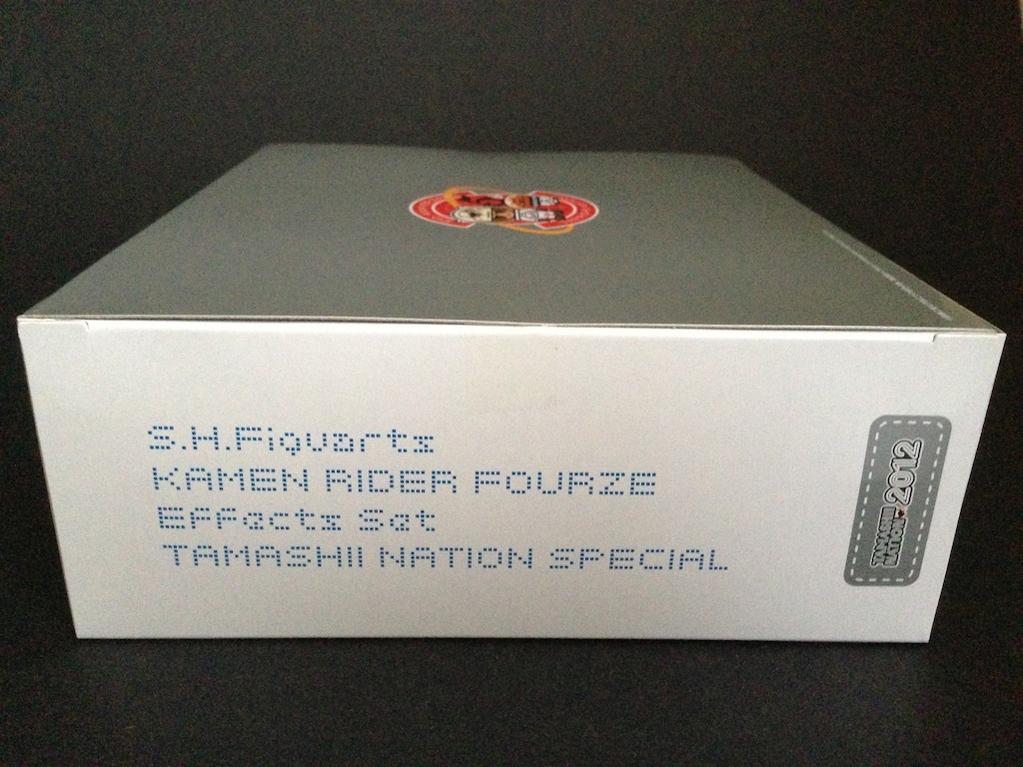 S.H.Figuarts
KAMEN RIDER FOURZE
Effects Set
TAMASHII NATION SPECIAL
TAMASHII
NATION
2012